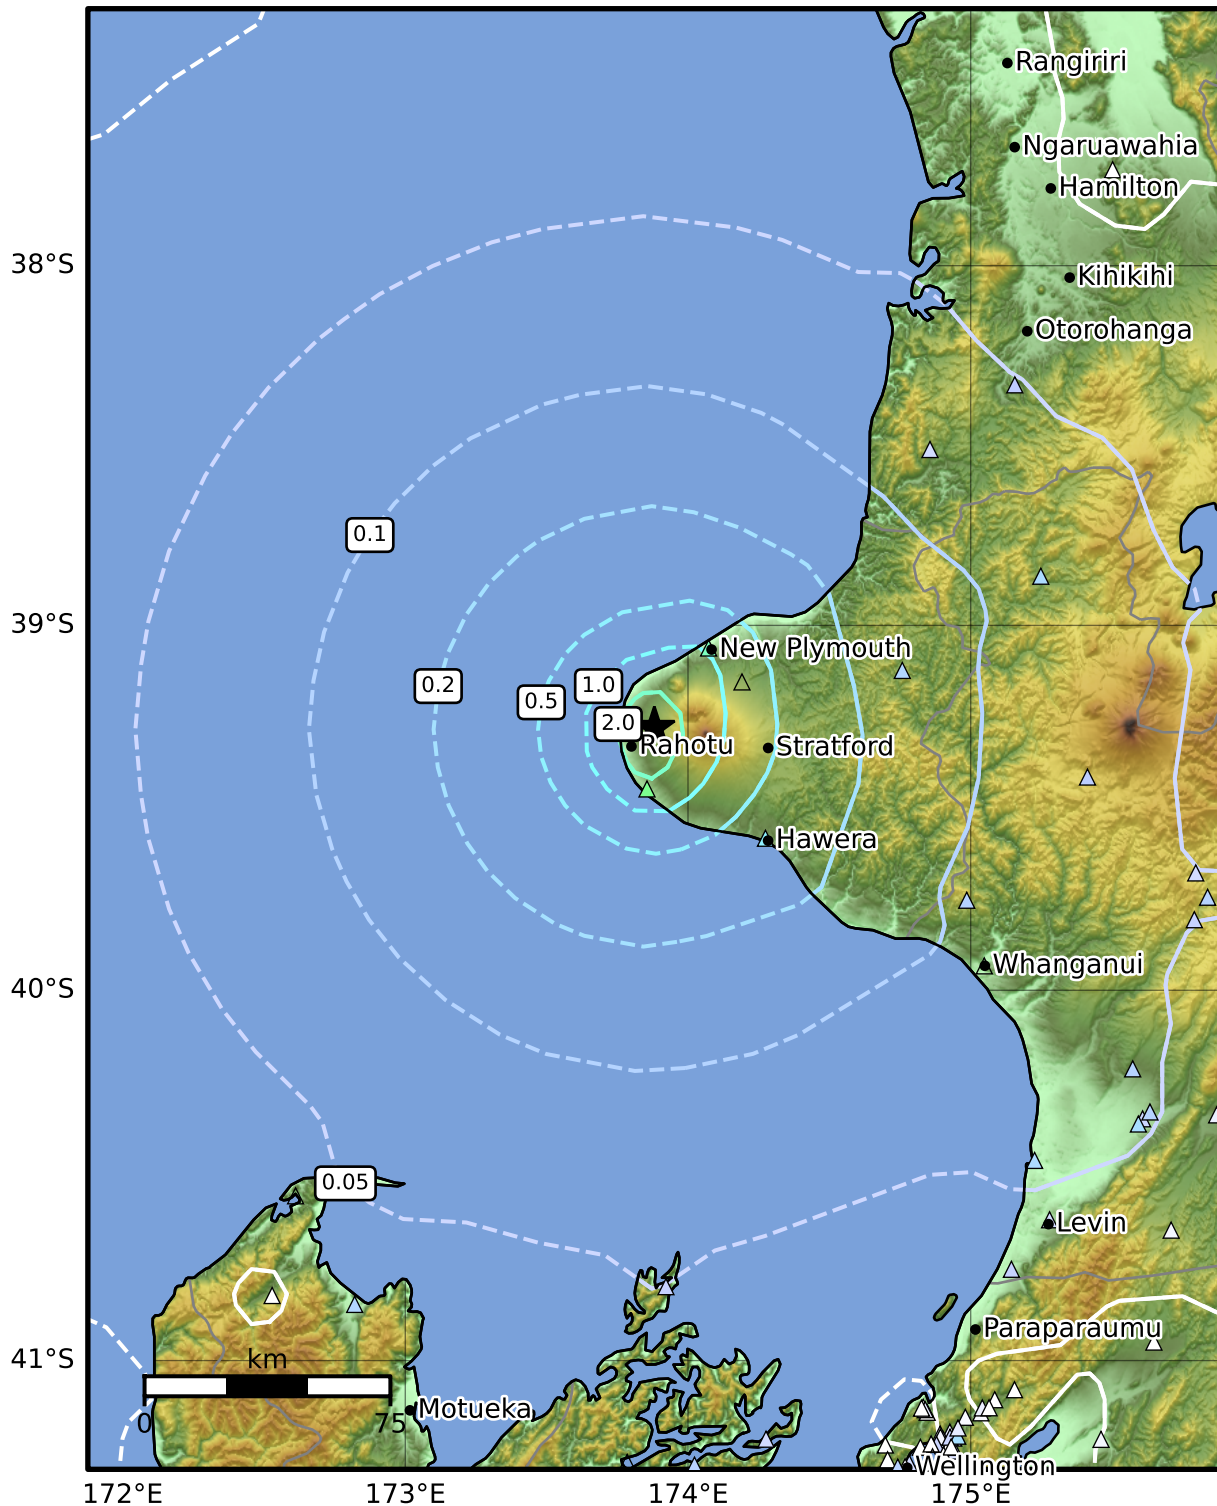 Rangiriri
Ngaruawahia
Hamilton
38°S
Kihikihi
Otorohanga
0.1
39°S
New Plymouth
0.2
0.5
1.0
2.0
Rahotu
Stratford
Hawera
Whanganui
40°S
0.05
Levin
Paraparaumu
41°S
km
0
75
Motueka
Wellington
172°E
173°E
174°E
175°E